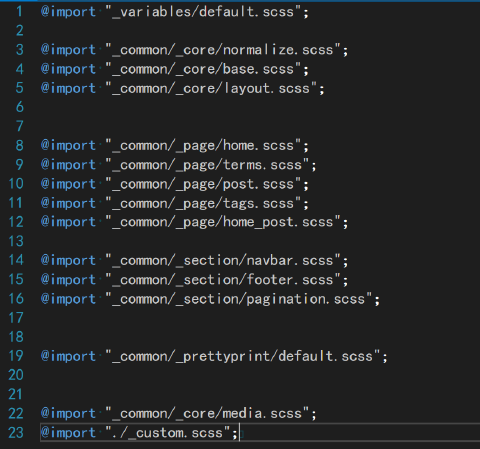 1 @import "_variables/default.scss";
2
3 @import "_common/_core/normalize.scss";
4 @import "_common/_core/base.scss";
5 @import "_common/_core/layout.scss";
6
7
8 @import "_common/_page/home.scss";
9 @import "_common/_page/terms.scss";
10 @import "_common/_page/post.scss";
11 @import "_common/_page/tags.scss";
12 @import "_common/_page/home_post.scss";
13
14 @import "_common/_section/navbar.scss";
15 @import "_common/_section/footer.scss";
16 @import "_common/_section/pagination.scss";
17
18
19 @import "_common/_prettyprint/default.scss";
20
21
22 @import "_common/_core/media.scss";
23 @import "./_custom.scss";